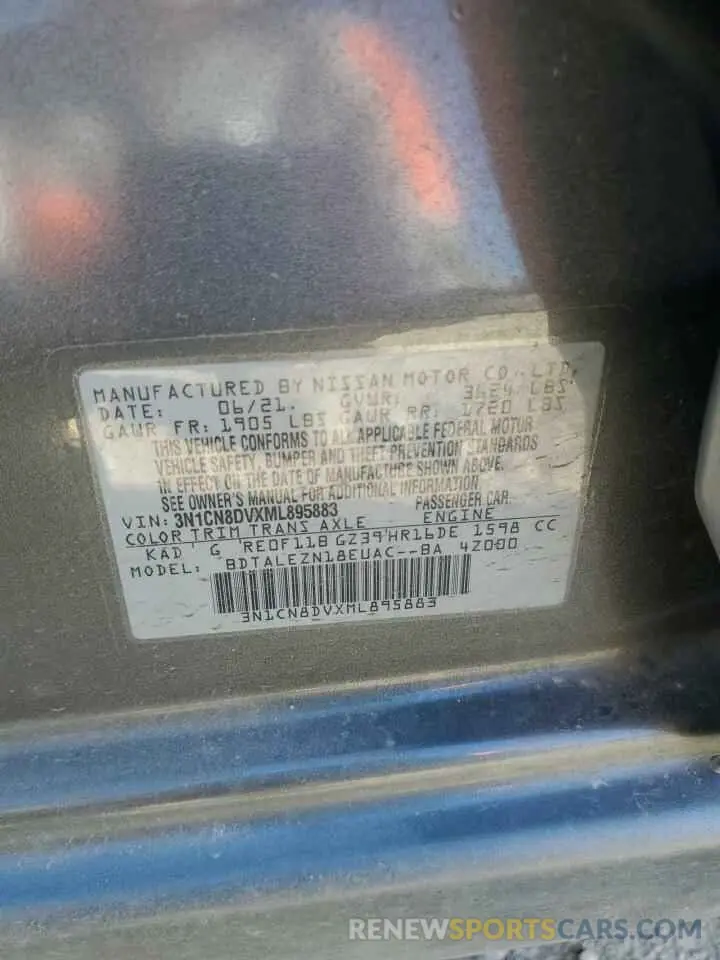 MANUFACTURED BY NISSAN MOTOR CO., LTD.
DATE: 06/21. GVWR: 3624 LBS
GAWR FR: 1905 LBS GAWR RR: 1720 LBS
THIS VEHICLE CONFORMS TO ALL APPLICABLE FEDERAL MOTOR
VEHICLE SAFETY, BUMPER AND THEFT PREVENTION STANDARDS
IN EFFECT ON THE DATE OF MANUFACTURE SHOWN ABOVE.
SEE OWNER'S MANUAL FOR ADDITIONAL INFORMATION
VIN: 3N1CN8DVXML895883 PASSENGER CAR
COLOR TRIM TRANS AXLE ENGINE
KAD G RE0F11B GZ39 HR16DE 1598 CC
MODEL: BDTALEZN18EUAC--BA 4Z000
3N1CN8DVXML895883
RENEWSPORTSCARS.COM